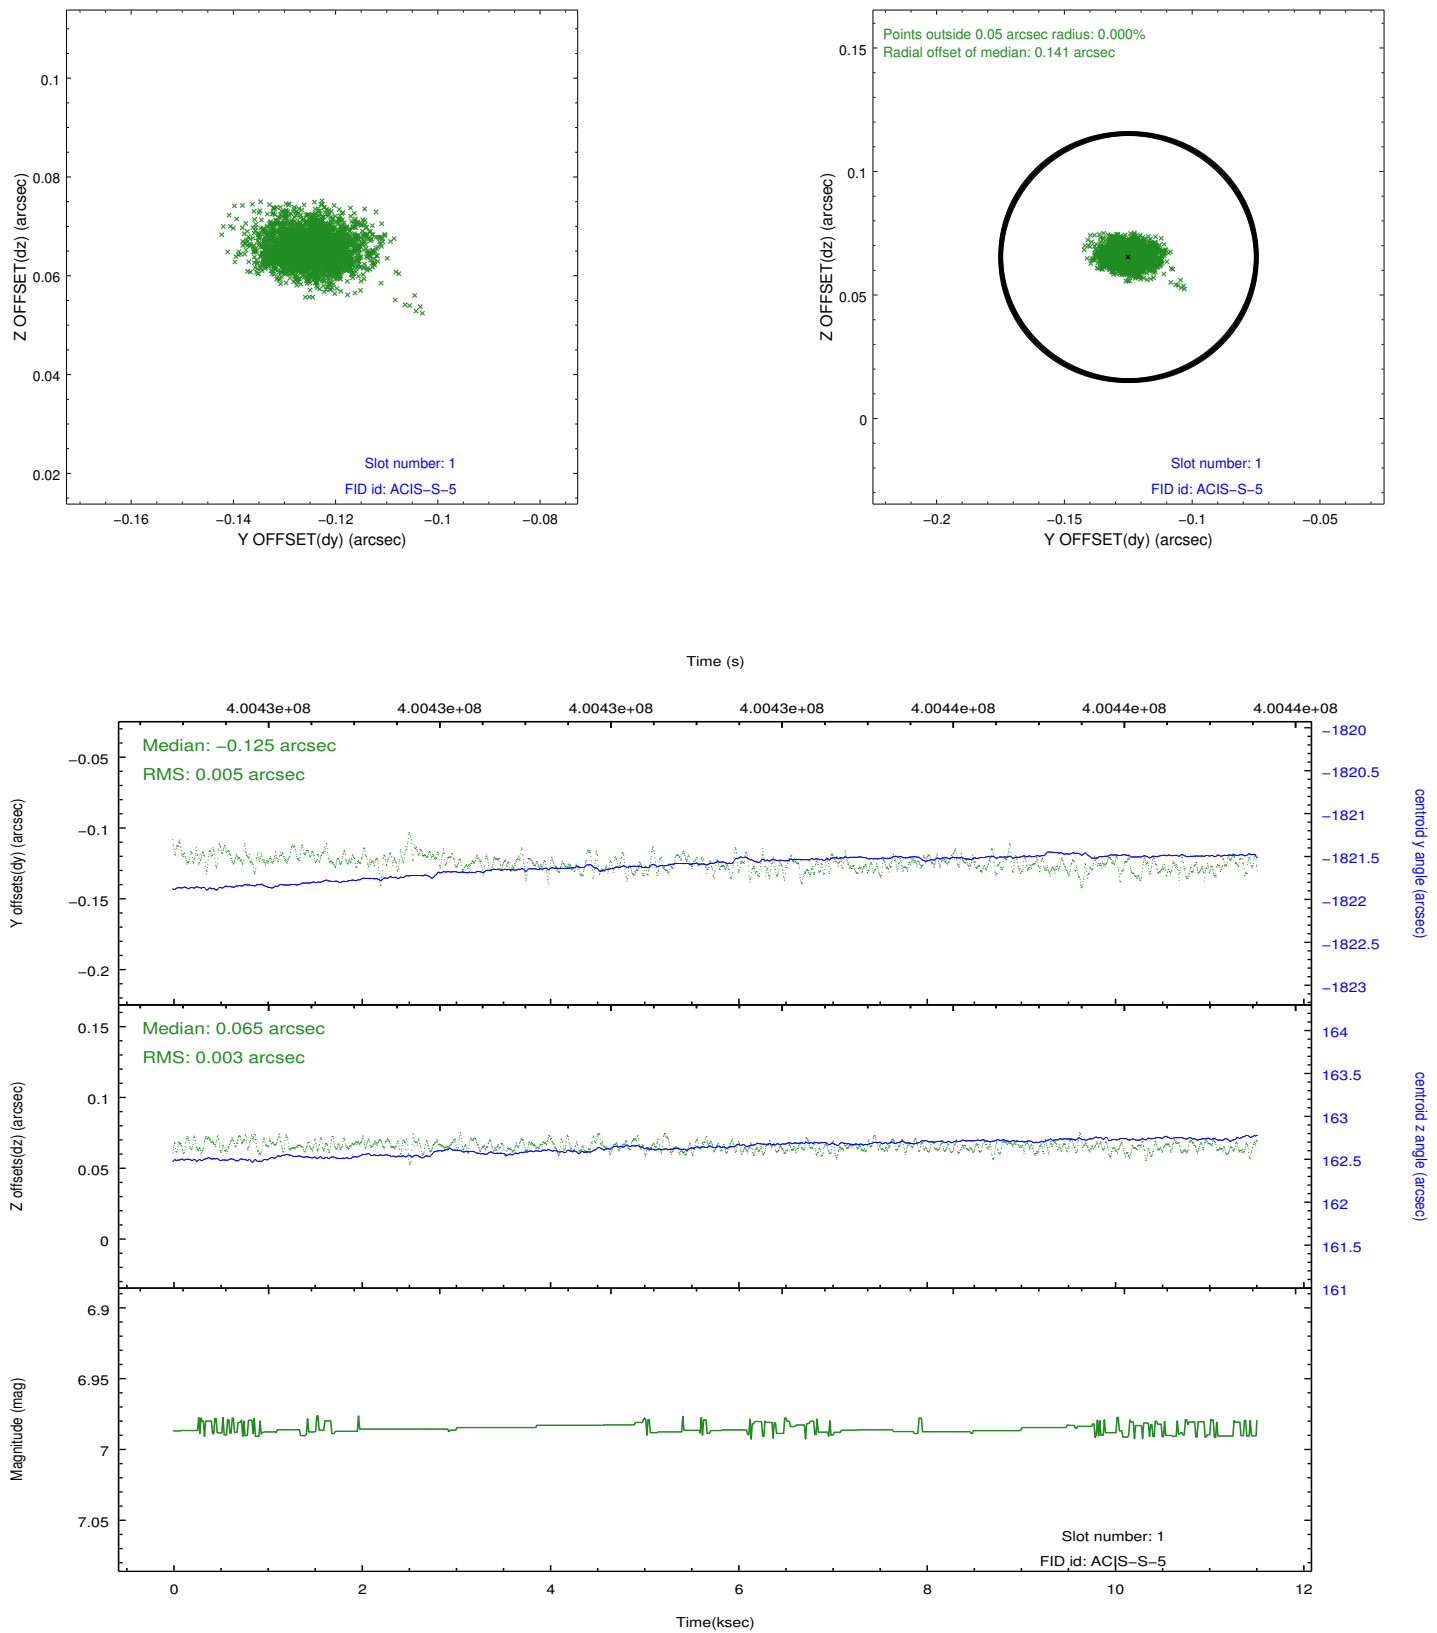 0.1
0.08
0.06
0.04
0.02
Z OFFSET(dz) (arcsec)
Slot number: 1
FID id: ACIS−S−5
−0.16 −0.14 −0.12 −0.1 −0.08
Y OFFSET(dy) (arcsec)
Points outside 0.05 arcsec radius: 0.000%
Radial offset of median: 0.141 arcsec
0.15
0.1
0.05
0
Z OFFSET(dz) (arcsec)
Slot number: 1
FID id: ACIS−S−5
−0.2 −0.15 −0.1 −0.05
Y OFFSET(dy) (arcsec)
Time (s)
4.0043e+08 4.0043e+08 4.0043e+08 4.0043e+08 4.0044e+08 4.0044e+08 4.0044e+08
Median: −0.125 arcsec
RMS: 0.005 arcsec
−0.05
−0.1
−0.15
−0.2
Y offsets(dy) (arcsec)
−1820
−1820.5
−1821
−1821.5
−1822
−1822.5
−1823
centroid y angle (arcsec)
Median: 0.065 arcsec
RMS: 0.003 arcsec
0.15
0.1
0.05
0
Z offsets(dz) (arcsec)
164
163.5
163
162.5
162
161.5
161
centroid z angle (arcsec)
6.9
6.95
7
7.05
Magnitude (mag)
Slot number: 1
FID id: ACIS−S−5
0 2 4 6 8 10 12
Time(ksec)